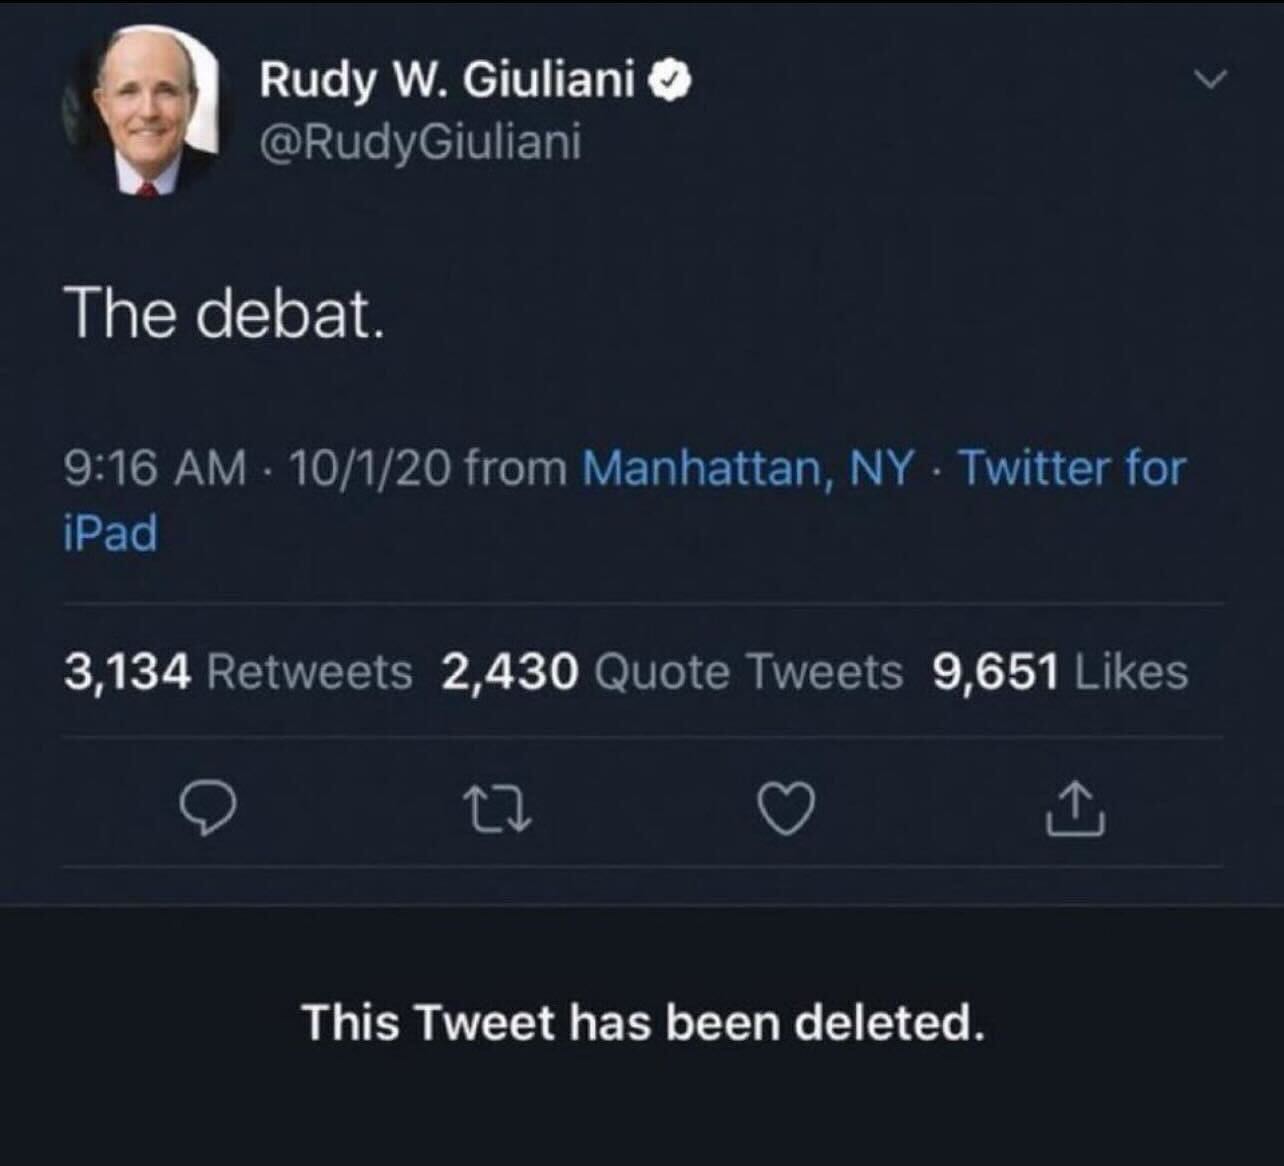 Rudy W. Giuliani
@RudyGiuliani
The debat.
9:16 AM · 10/1/20 from Manhattan, NY · Twitter for
iPad
3,134 Retweets 2,430 Quote Tweets 9,651 Likes
This Tweet has been deleted.